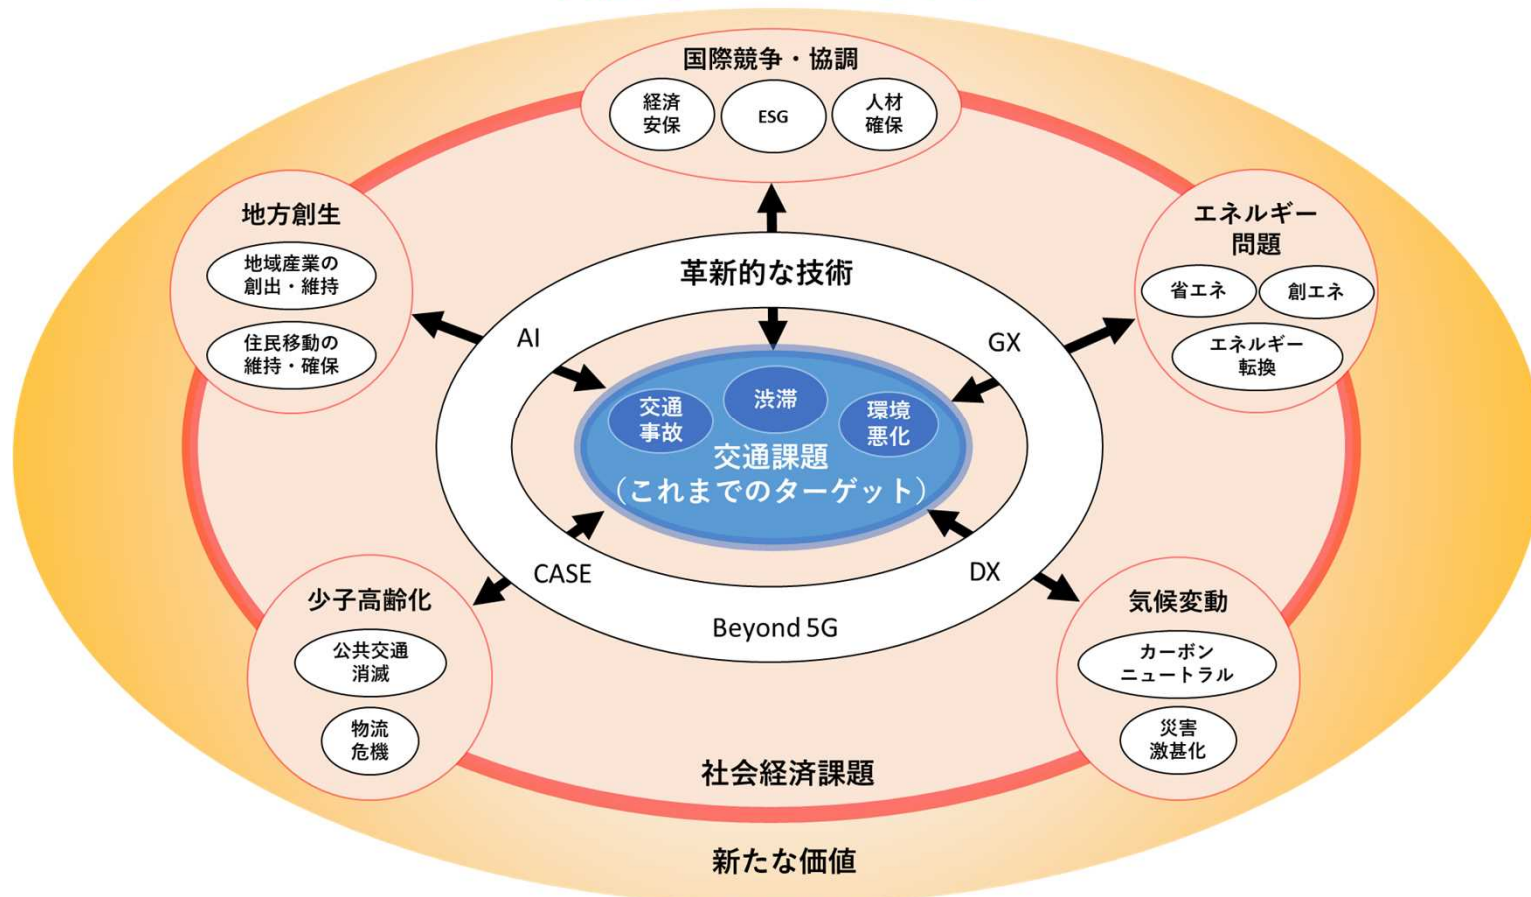 国際競争・協調
経済
安保
ESG
人材
確保
地方創生
地域産業の
創出・維持
住民移動の
維持・確保
エネルギー
問題
省エネ
創エネ
エネルギー
転換
革新的な技術
AI
GX
交通
事故
渋滞
環境
悪化
交通課題
（これまでのターゲット）
CASE
DX
Beyond 5G
少子高齢化
公共交通
消滅
物流
危機
気候変動
カーボン
ニュートラル
災害
激甚化
社会経済課題
新たな価値